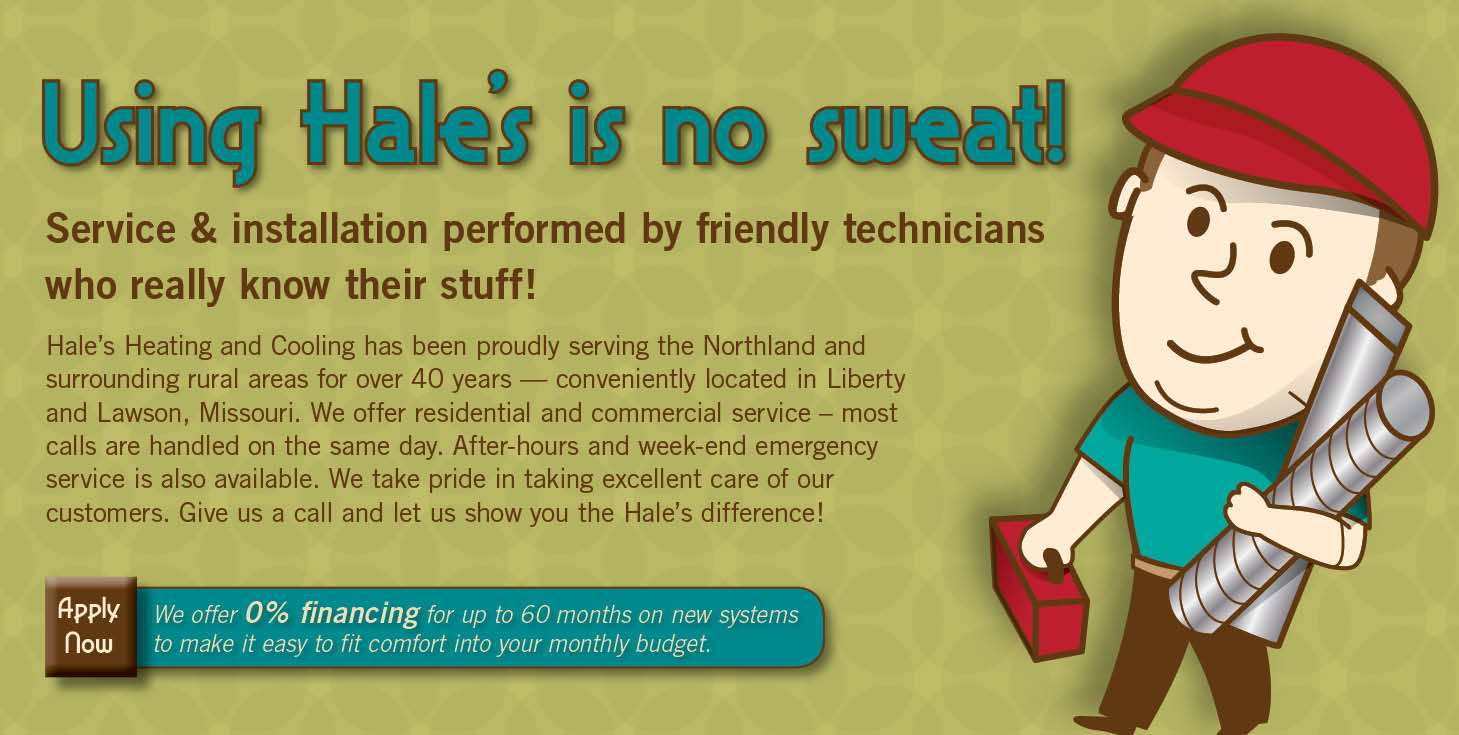 Using Hale's is no sweat!
Service & installation performed by friendly technicians
who really know their stuff!
Hale's Heating and Cooling has been proudly serving the Northland and
surrounding rural areas for over 40 years — conveniently located in Liberty
and Lawson, Missouri. We offer residential and commercial service – most
calls are handled on the same day. After-hours and week-end emergency
service is also available. We take pride in taking excellent care of our
customers. Give us a call and let us show you the Hale's difference!
Apply
Now
We offer 0% financing for up to 60 months on new systems
to make it easy to fit comfort into your monthly budget.